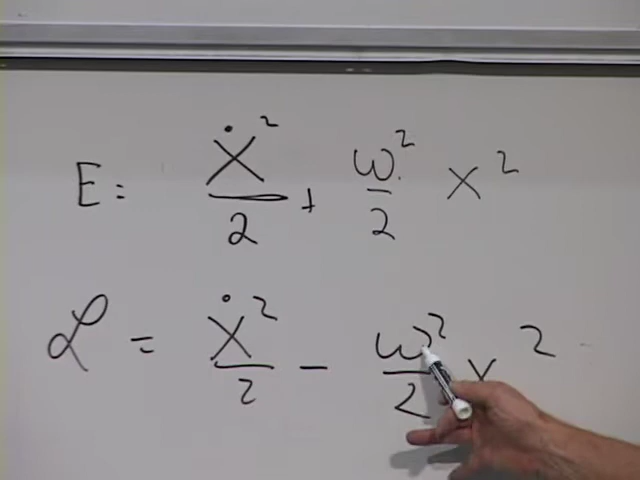 E = ẋ²/2 + ω²/2 x²
ℒ = ẋ²/2 - ω²/2 x²